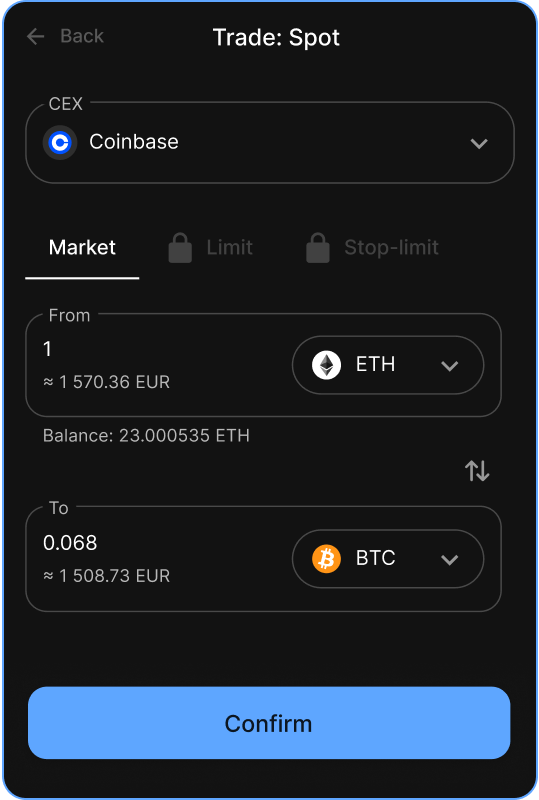 Back
Trade: Spot
CEX
Coinbase
Market Limit Stop-limit
From
1
≈ 1 570.36 EUR
ETH
Balance: 23.000535 ETH
To
0.068
≈ 1 508.73 EUR
BTC
Confirm